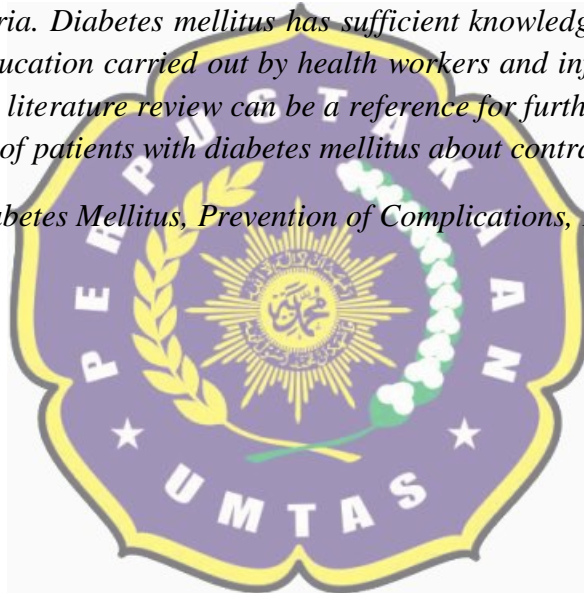 ria. Diabetes mellitus has sufficient knowledg
ucation carried out by health workers and inf
literature review can be a reference for furth
of patients with diabetes mellitus about contro
abetes Mellitus, Prevention of Complications,
PERPUSTAKAAN
UMTAS